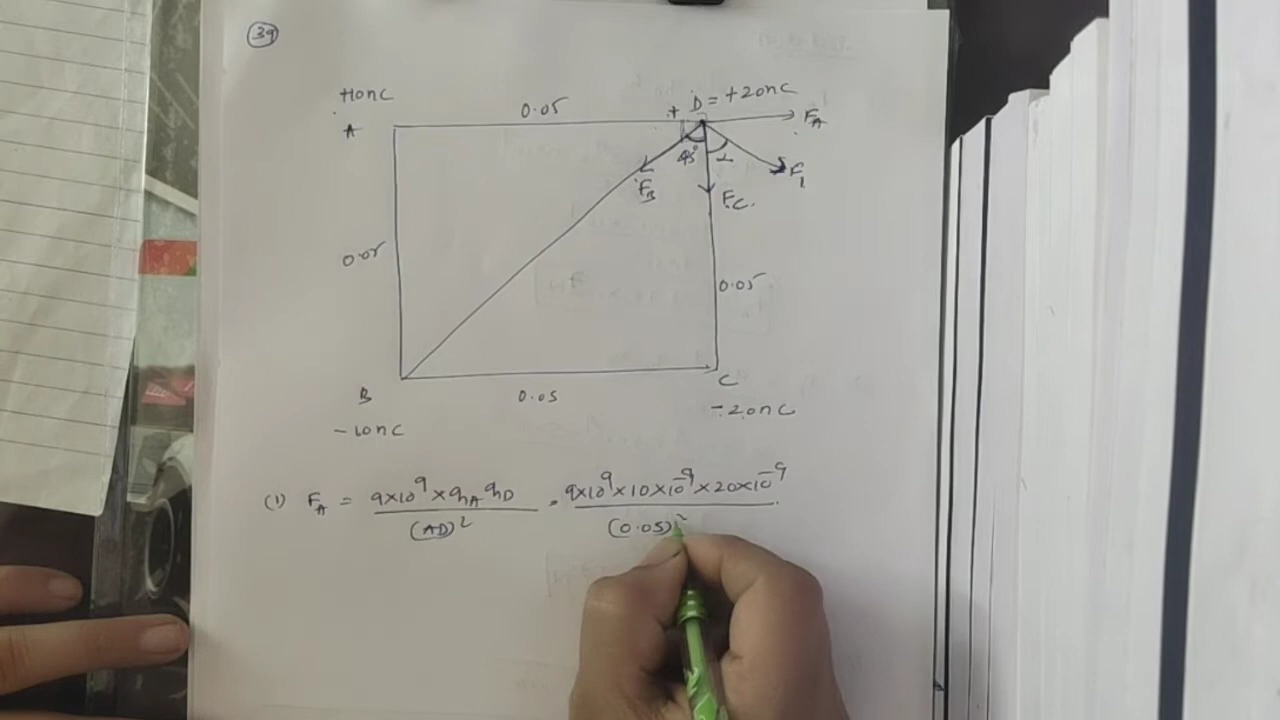 39
+10nC
A
0.05
+ D = +20nC
F_A
45°
α
F_B
F_1
F.C.
0.05
0.05
B
0.05
C
-20nC
-10nC
(1) F_A = 9×10^9 × q_A q_D / (AD)^2 = 9×10^9 × 10×10^-9 × 20×10^-9 / (0.05)^2